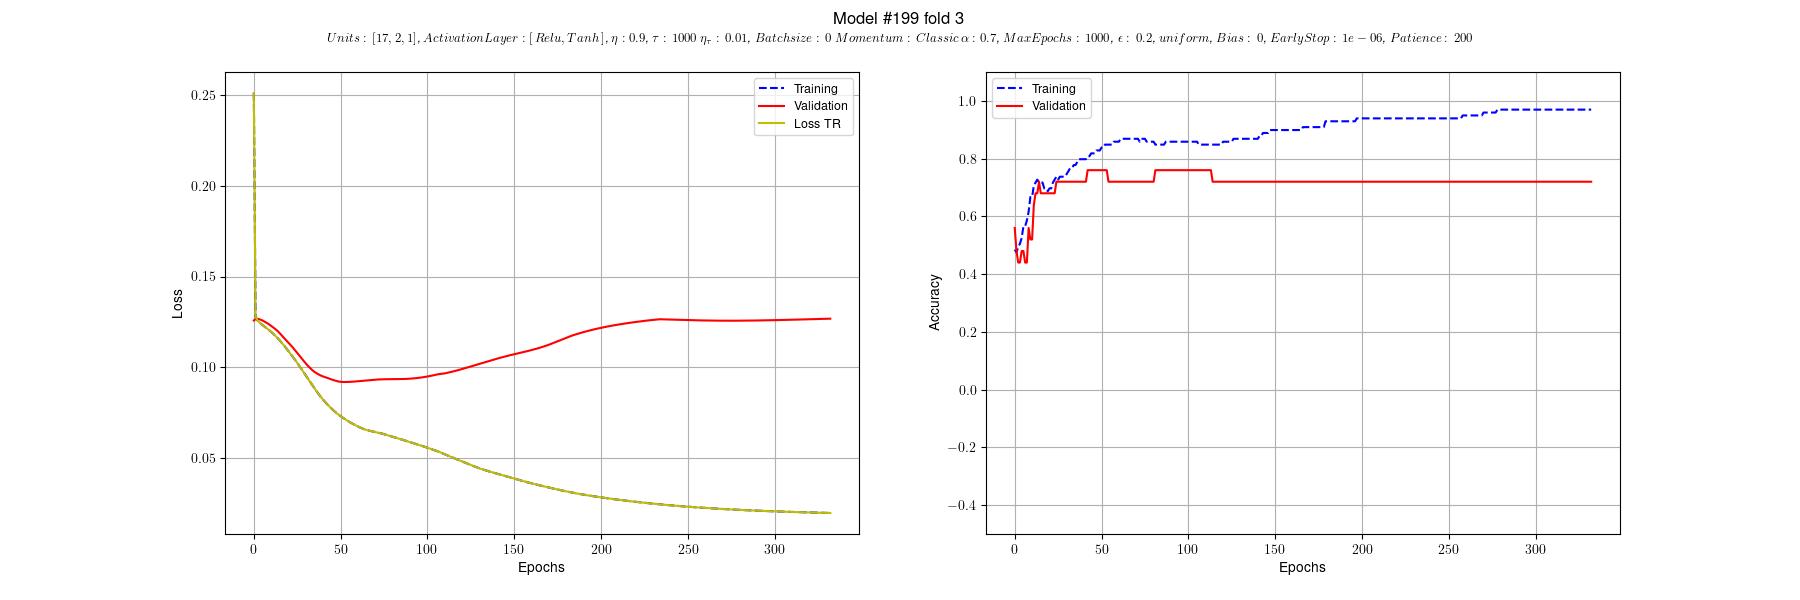 Model #199 fold 3
Units : [17, 2, 1], ActivationLayer : [Relu, Tanh], η : 0.9, τ : 1000 η_τ : 0.01, Batchsize : 0 Momentum : Classic α : 0.7, MaxEpochs : 1000, ϵ : 0.2, uniform, Bias : 0, EarlyStop : 1e − 06, Patience : 200
Training
Validation
Loss TR
0.25
0.20
0.15
0.10
0.05
Loss
0 50 100 150 200 250 300
Epochs
Training
Validation
1.0
0.8
0.6
0.4
0.2
0.0
−0.2
−0.4
Accuracy
0 50 100 150 200 250 300
Epochs